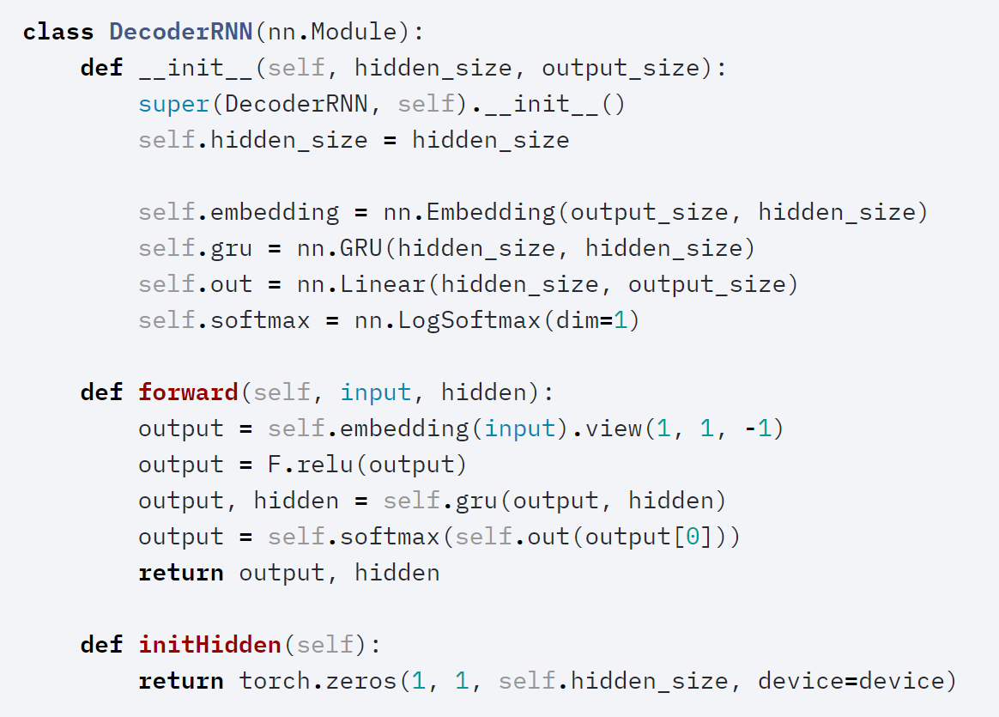 class DecoderRNN(nn.Module):
    def __init__(self, hidden_size, output_size):
        super(DecoderRNN, self).__init__()
        self.hidden_size = hidden_size

        self.embedding = nn.Embedding(output_size, hidden_size)
        self.gru = nn.GRU(hidden_size, hidden_size)
        self.out = nn.Linear(hidden_size, output_size)
        self.softmax = nn.LogSoftmax(dim=1)

    def forward(self, input, hidden):
        output = self.embedding(input).view(1, 1, -1)
        output = F.relu(output)
        output, hidden = self.gru(output, hidden)
        output = self.softmax(self.out(output[0]))
        return output, hidden

    def initHidden(self):
        return torch.zeros(1, 1, self.hidden_size, device=device)